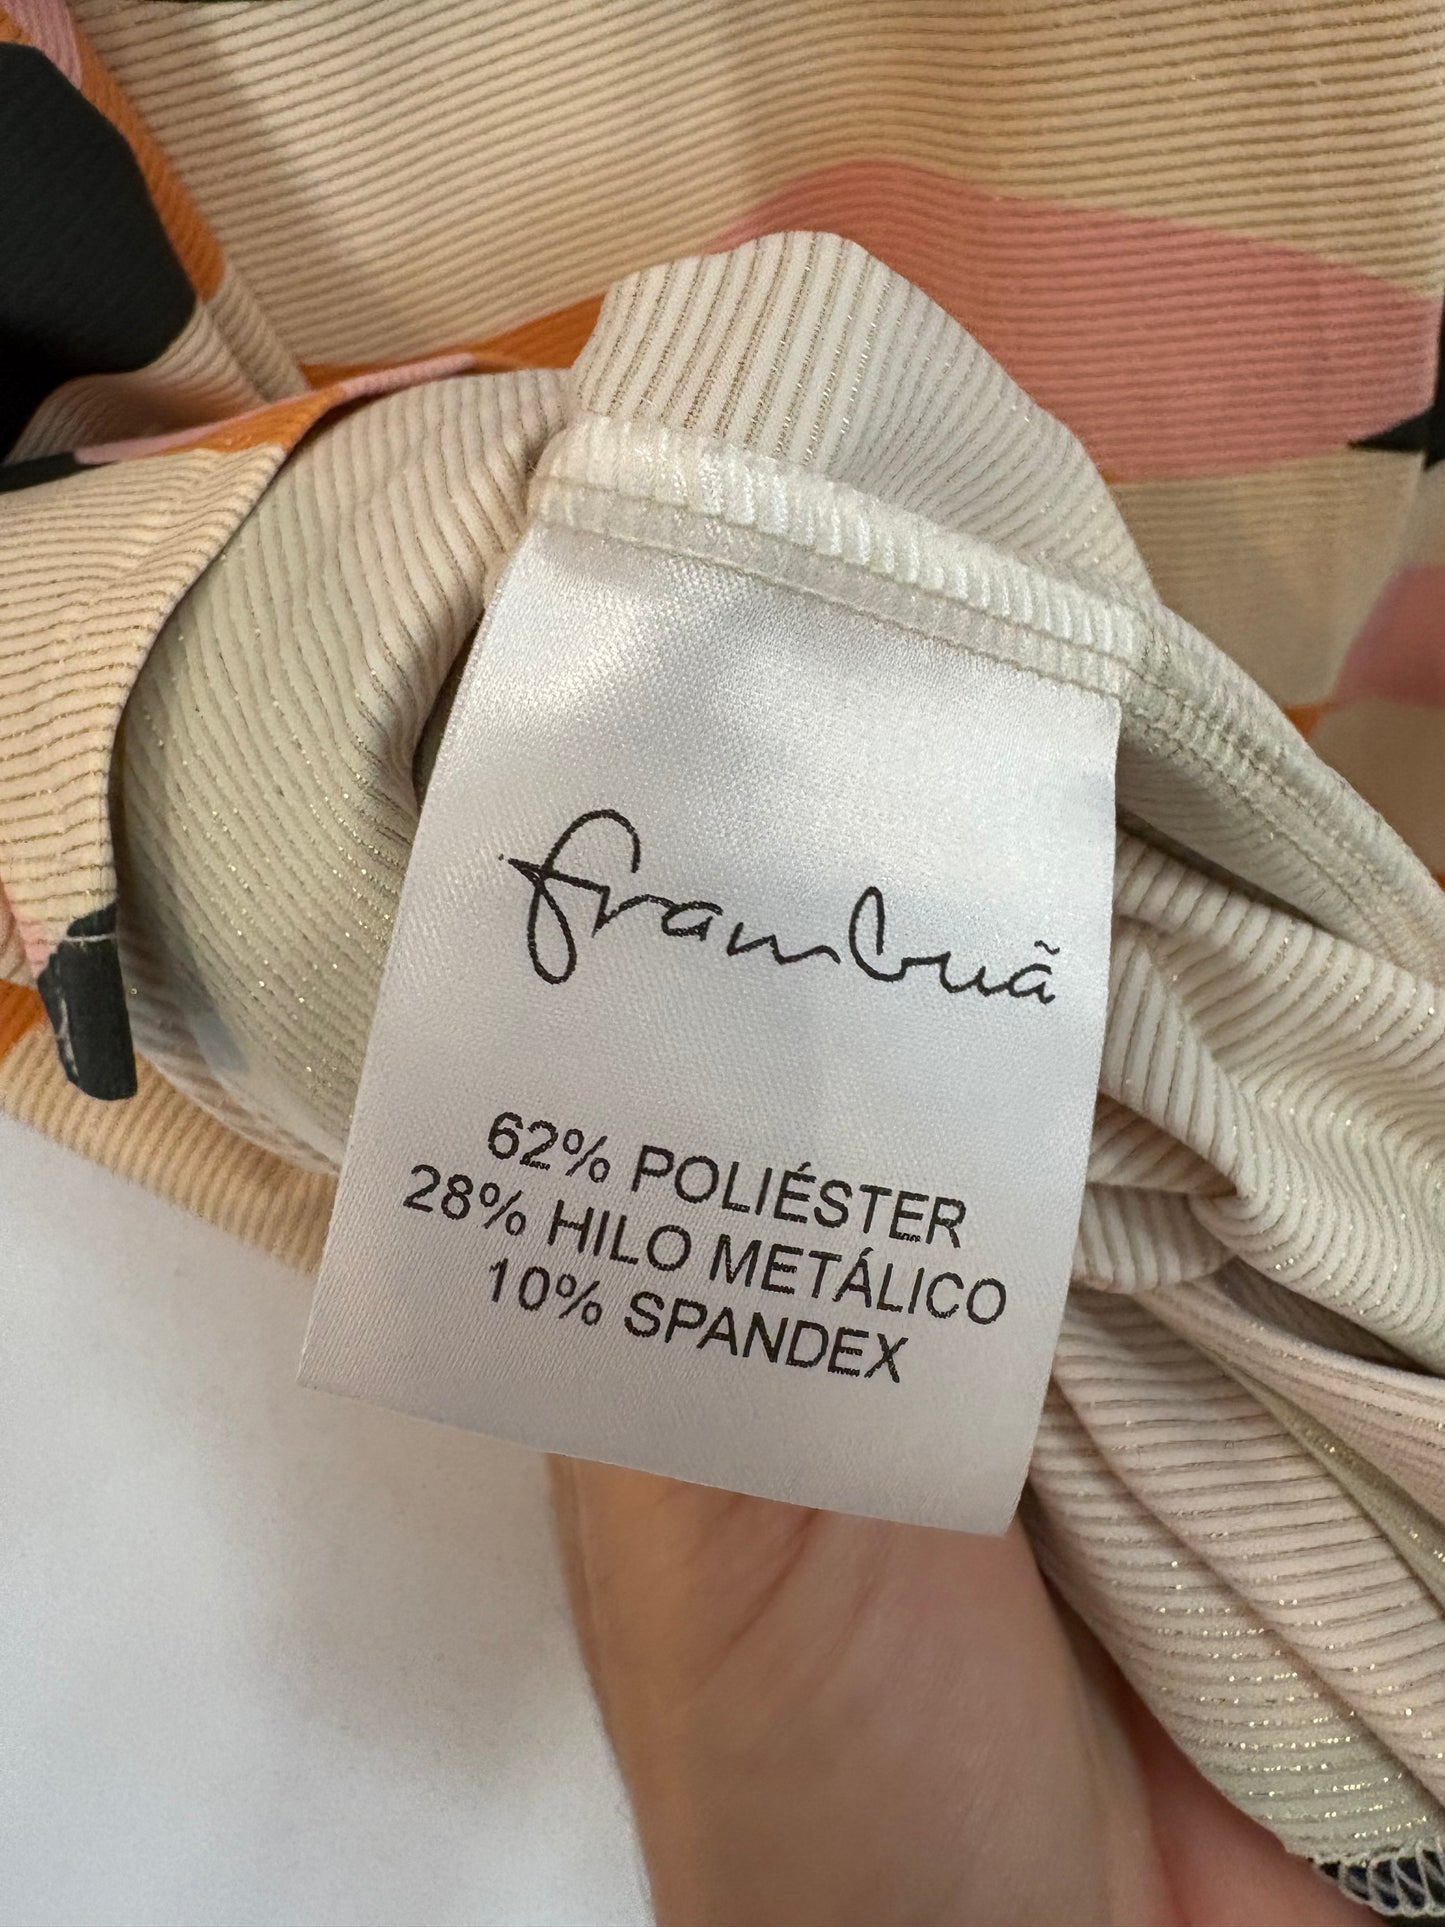 frambuã
62% POLIÉSTER
28% HILO METÁLICO
10% SPANDEX